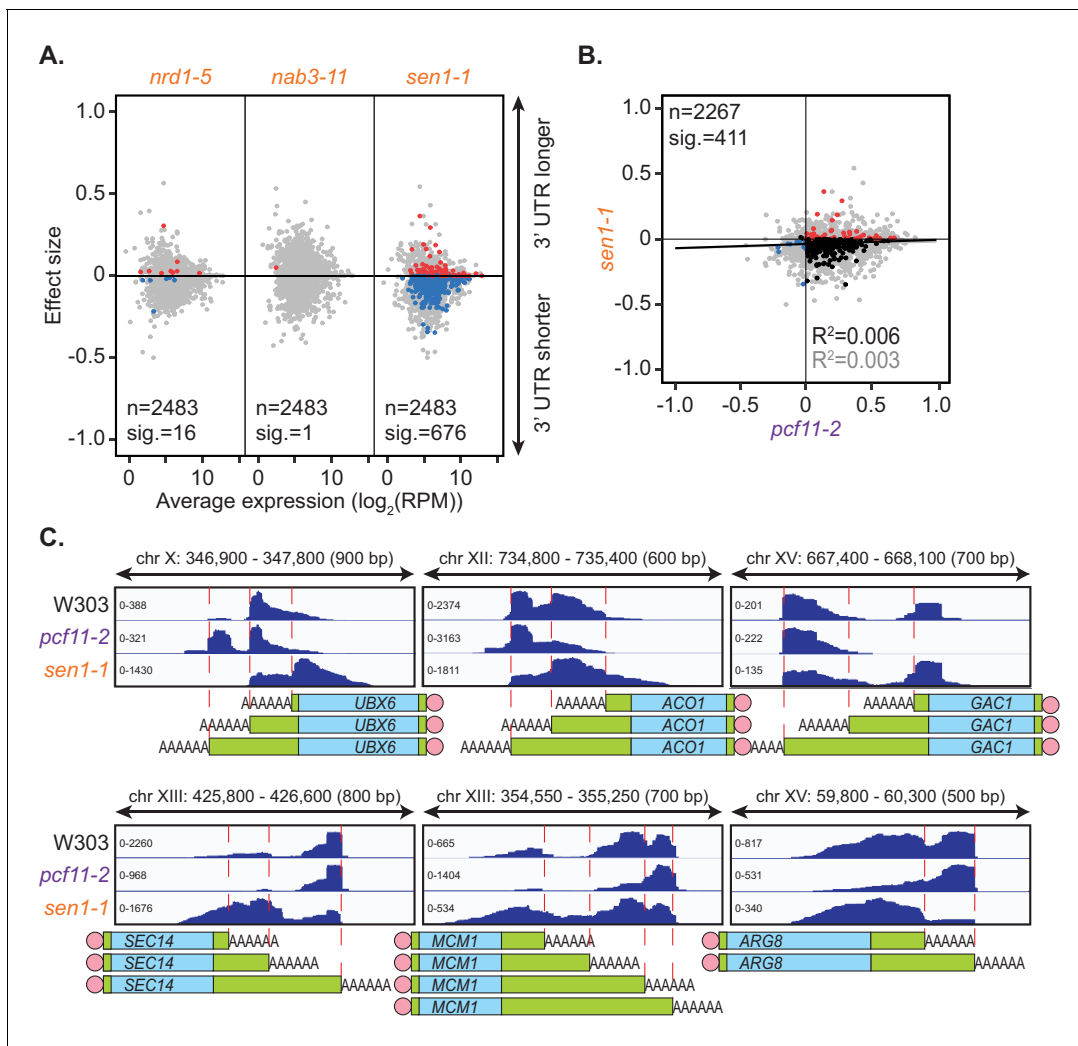 A.
nrd1-5 nab3-11 sen1-1
1.0
0.5
0
-0.5
-1.0
Effect size
n=2483
sig.=16
n=2483
sig.=1
n=2483
sig.=676
0 10 0 10 0 10
Average expression (log2(RPM))
3' UTR longer
3' UTR shorter
B.
n=2267
sig.=411
1.0
0.5
0
-0.5
-1.0
sen1-1
R2=0.006
R2=0.003
-1.0 -0.5 0 0.5 1.0
pcf11-2
C.
chr X: 346,900 - 347,800 (900 bp)
chr XII: 734,800 - 735,400 (600 bp)
chr XV: 667,400 - 668,100 (700 bp)
W303
pcf11-2
sen1-1
0-388
0-321
0-1430
0-2374
0-3163
0-1811
0-201
0-222
0-135
AAAAAA UBX6
AAAAAA UBX6
AAAAAA UBX6
AAAAAA ACO1
AAAAAA ACO1
AAAAAA ACO1
AAAAAA GAC1
AAAAAA GAC1
AAAAA GAC1
chr XIII: 425,800 - 426,600 (800 bp)
chr XIII: 354,550 - 355,250 (700 bp)
chr XV: 59,800 - 60,300 (500 bp)
W303
pcf11-2
sen1-1
0-2260
0-968
0-1676
0-665
0-1404
0-534
0-817
0-531
0-340
SEC14 AAAAAA
SEC14 AAAAAA
SEC14 AAAAAA
MCM1 AAAAAA
MCM1 AAAAAA
MCM1 AAAAAA
MCM1 AAAAAA
ARG8 AAAAAA
ARG8 AAAAAA